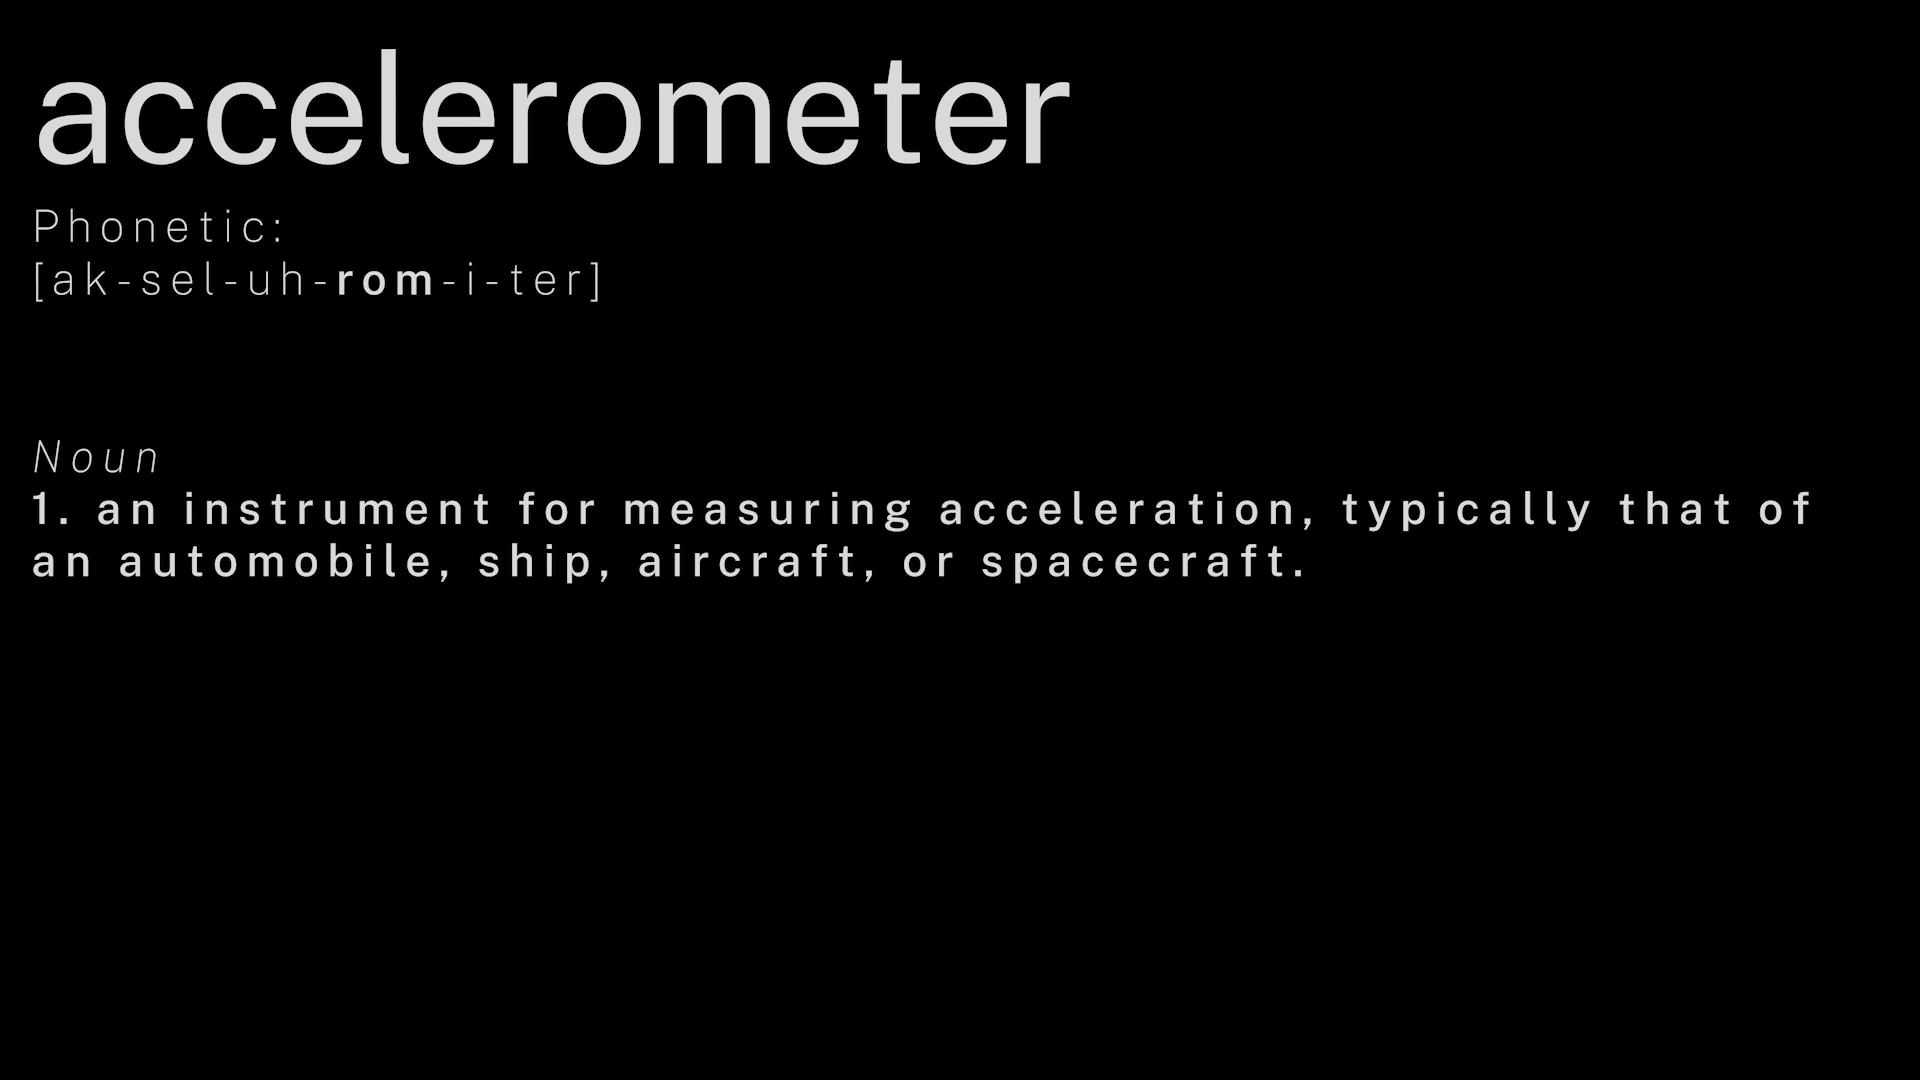 accelerometer
Phonetic:
[ak-sel-uh-rom-i-ter]
Noun
1. an instrument for measuring acceleration, typically that of
an automobile, ship, aircraft, or spacecraft.